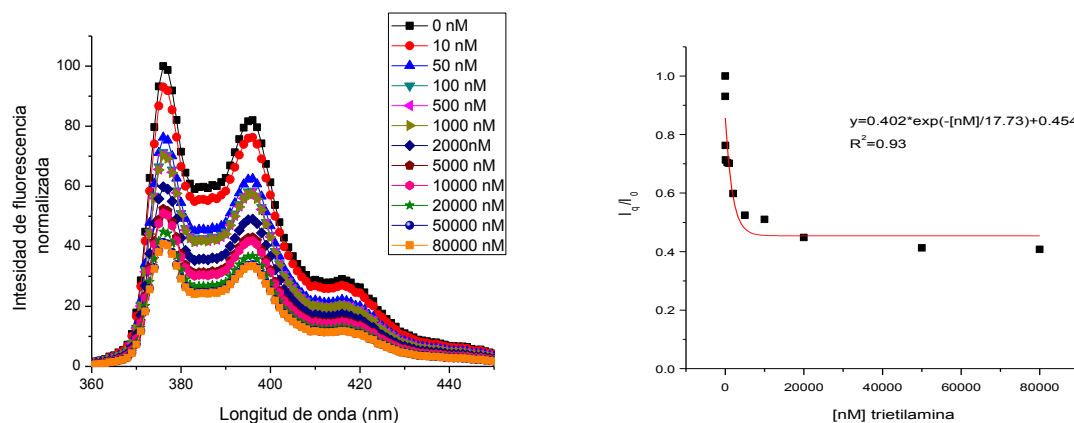 0 nM
10 nM
50 nM
100 nM
500 nM
1000 nM
2000nM
5000 nM
10000 nM
20000 nM
50000 nM
80000 nM
100
80
60
40
20
0
360
380
400
420
440
Intesidad de fluorescencia
normalizada
Longitud de onda (nm)
1.0
0.8
0.6
0.4
0.2
0.0
0
20000
40000
60000
80000
I_q/I_0
[nM] trietilamina
y=0.402*exp(-[nM]/17.73)+0.454
R²=0.93